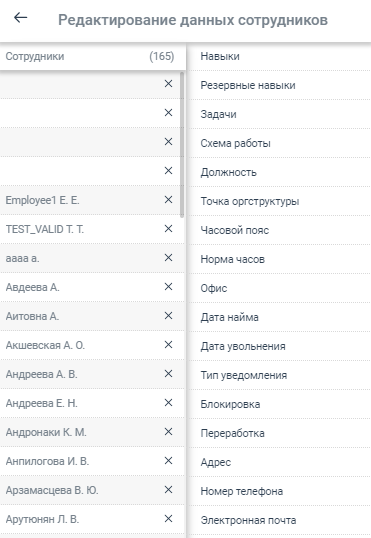 Редактирование данных сотрудников
Сотрудники (165)
Employee1 E. E.
TEST_VALID T. T.
аааа а.
Авдеева А.
Аитовна А.
Акшевская А. О.
Андреева А. В.
Андреева Е. Н.
Андронаки К. М.
Анпилогова И. В.
Арзамасцева В. Ю.
Арутюнян Л. В.
Навыки
Резервные навыки
Задачи
Схема работы
Должность
Точка оргструктуры
Часовой пояс
Норма часов
Офис
Дата найма
Дата увольнения
Тип уведомления
Блокировка
Переработка
Адрес
Номер телефона
Электронная почта